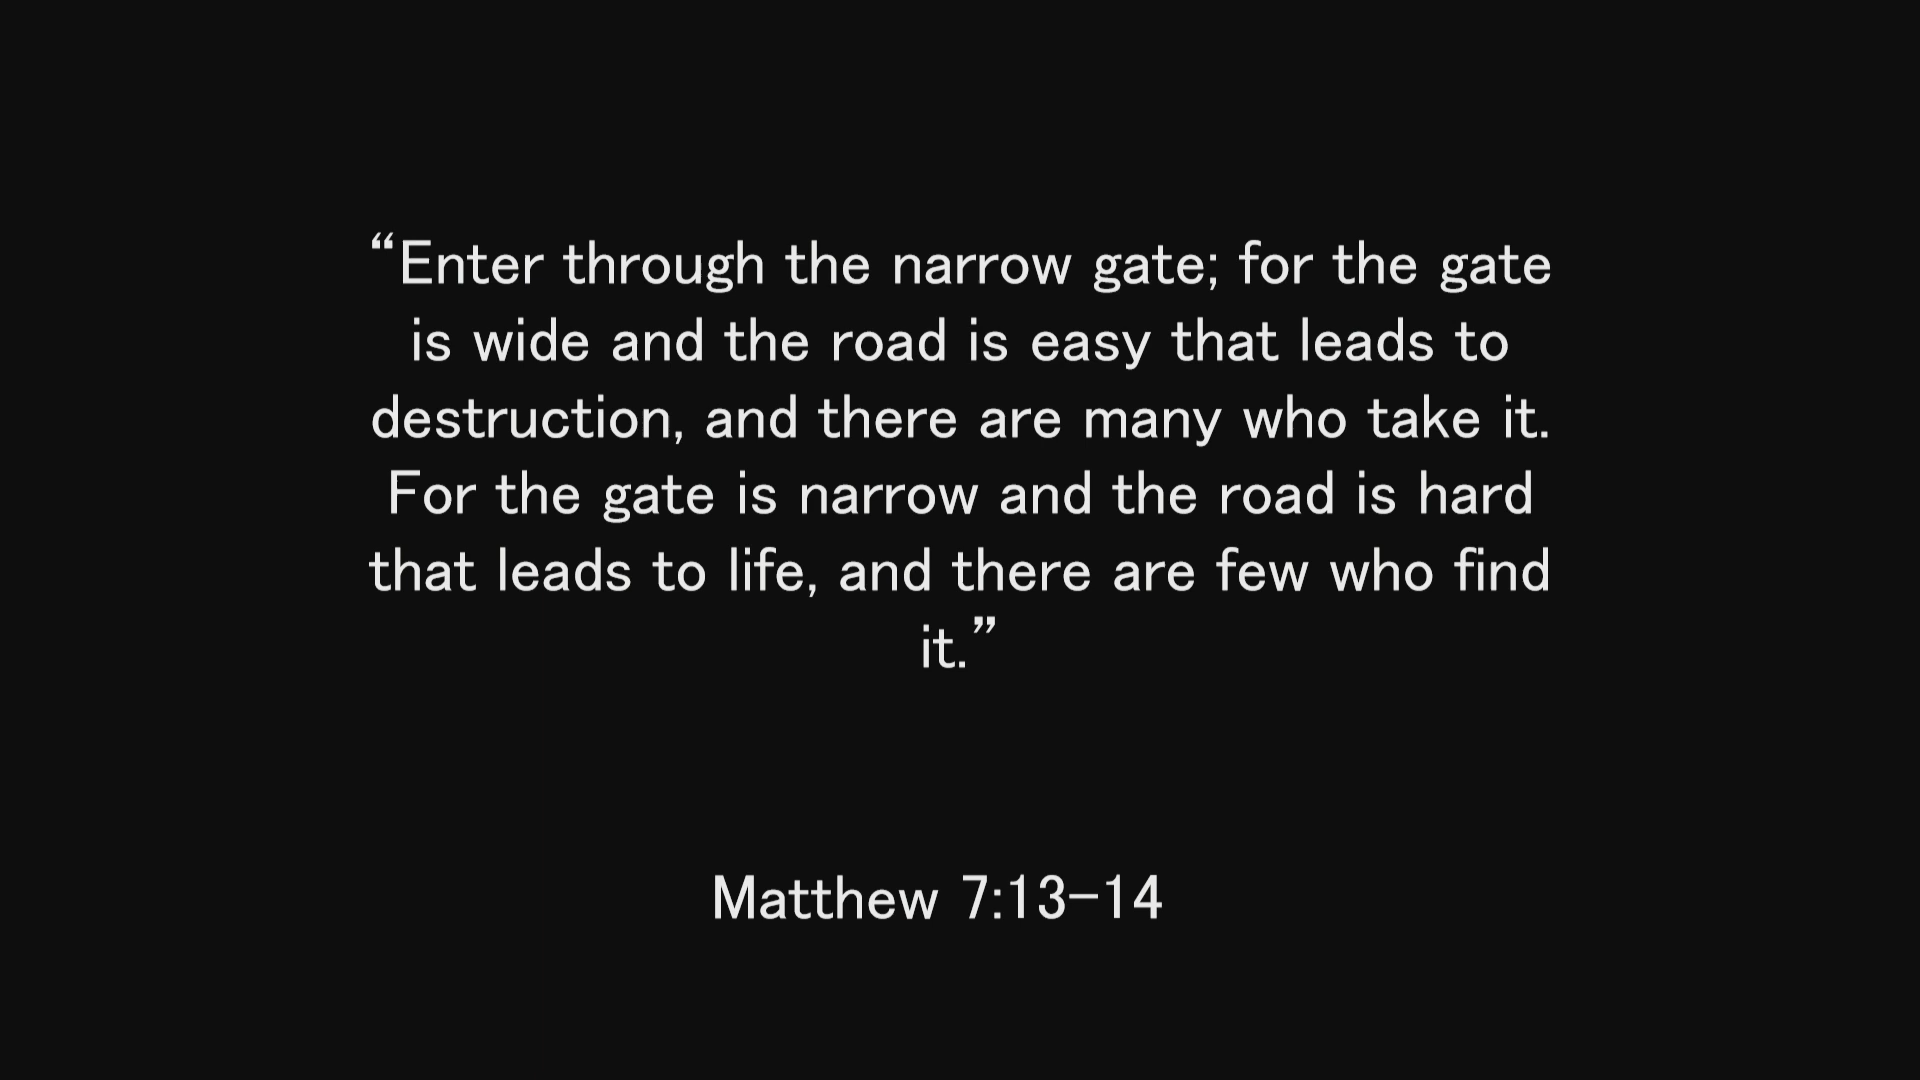 “Enter through the narrow gate; for the gate
is wide and the road is easy that leads to
destruction, and there are many who take it.
For the gate is narrow and the road is hard
that leads to life, and there are few who find
it.”
Matthew 7:13–14